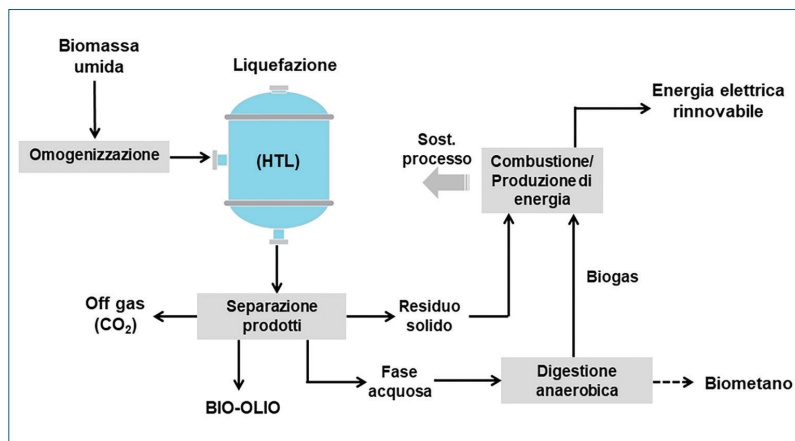 Biomassa
umida
Liquefazione
Omogenizzazione
(HTL)
Sost.
processo
Combustione/
Produzione di
energia
Energia elettrica
rinnovabile
Off gas
(CO₂)
Separazione
prodotti
Residuo
solido
Biogas
BIO-OLIO
Fase
acquosa
Digestione
anaerobica
Biometano